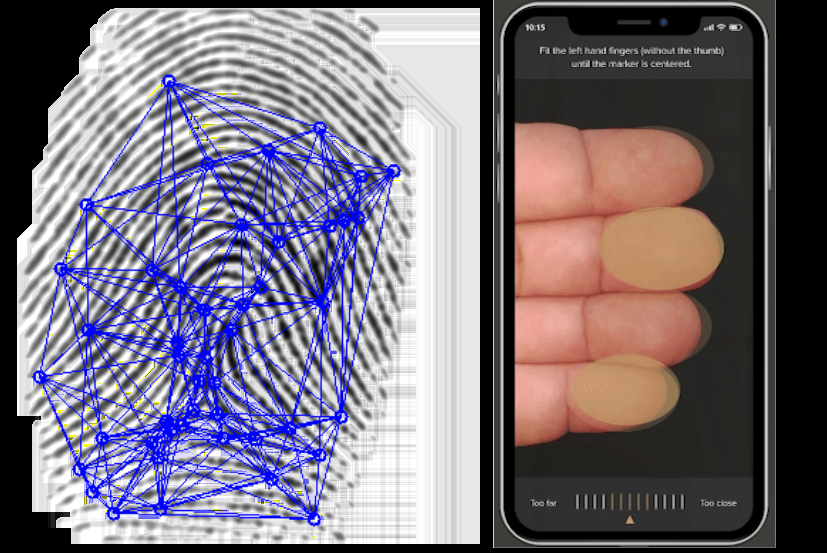 10:15
Fit the left hand fingers (without the thumb)
until the marker is centered.
Too far
Too close